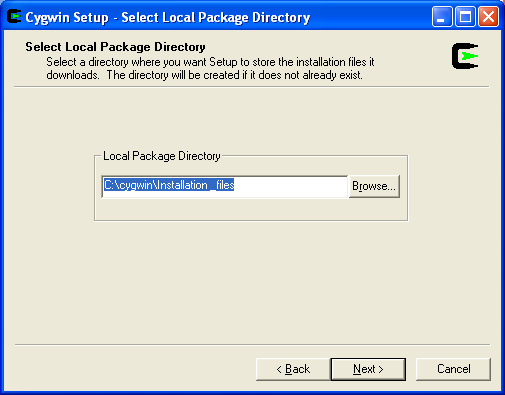 Cygwin Setup - Select Local Package Directory
Select Local Package Directory
Select a directory where you want Setup to store the installation files it
downloads. The directory will be created if it does not already exist.
Local Package Directory
C:\cygwin\Installation_files
Browse...
< Back
Next >
Cancel